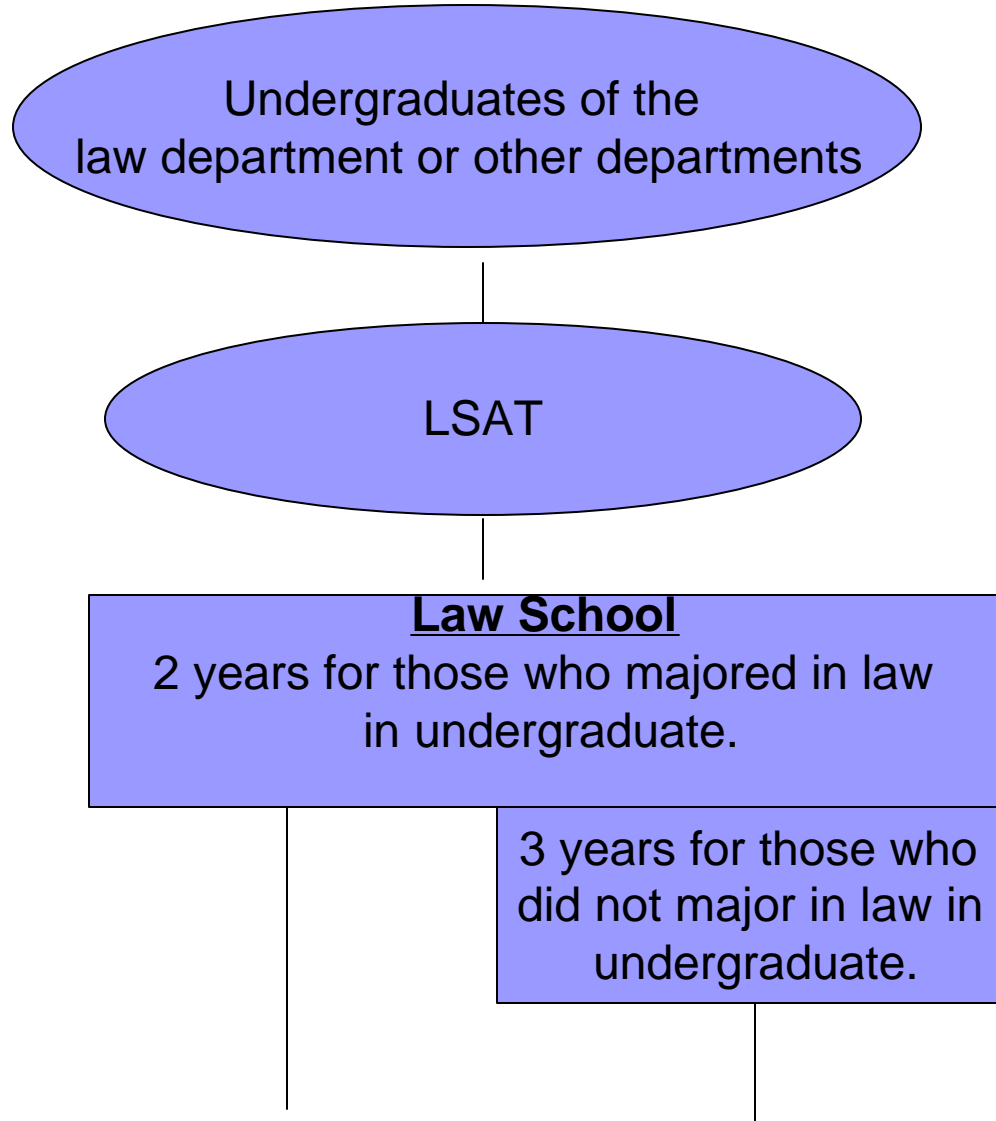 Undergraduates of the
law department or other departments
LSAT
Law School
2 years for those who majored in law
in undergraduate.
3 years for those who
did not major in law in
undergraduate.